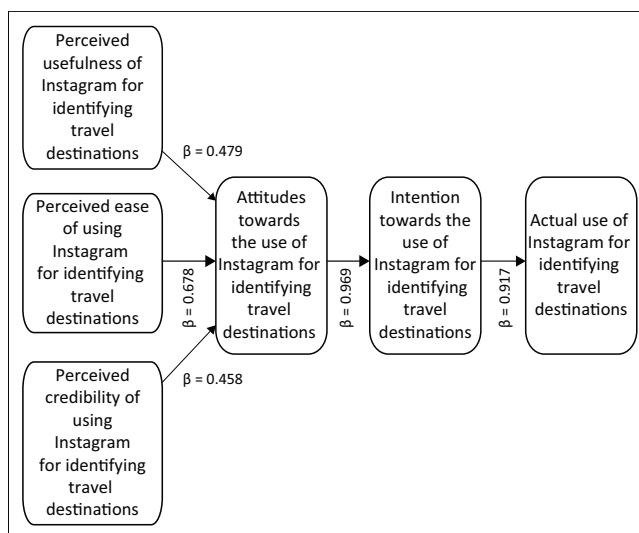 Perceived
usefulness of
Instagram for
identifying
travel
destinations
β = 0.479
Perceived ease
of using
Instagram
for identifying
travel
destinations
β = 0.678
Perceived
credibility of
using
Instagram
for identifying
travel
destinations
β = 0.458
Attitudes
towards
the use of
Instagram for
identifying
travel
destinations
β = 0.969
Intention
towards the
use of
Instagram for
identifying
travel
destinations
β = 0.917
Actual use of
Instagram for
identifying
travel
destinations